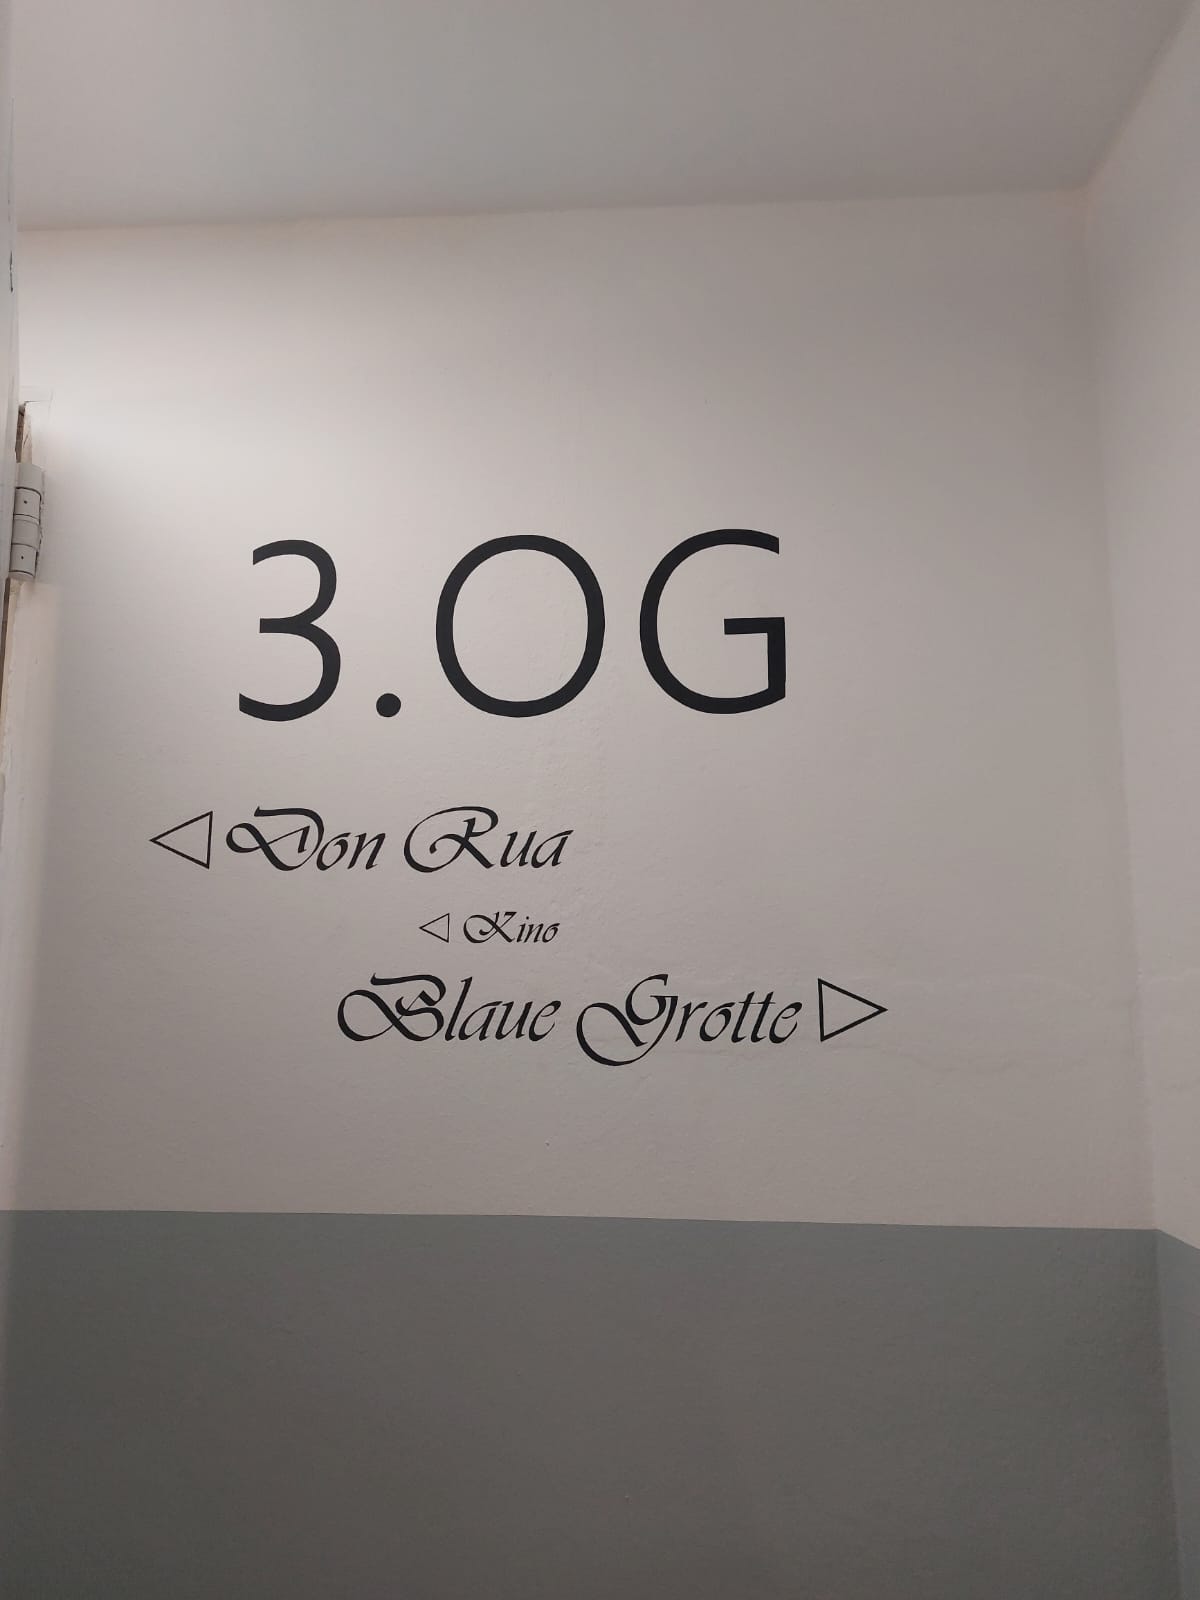 3.OG
◁ Don Rua
◁ Kino
Blaue Grotte ▷